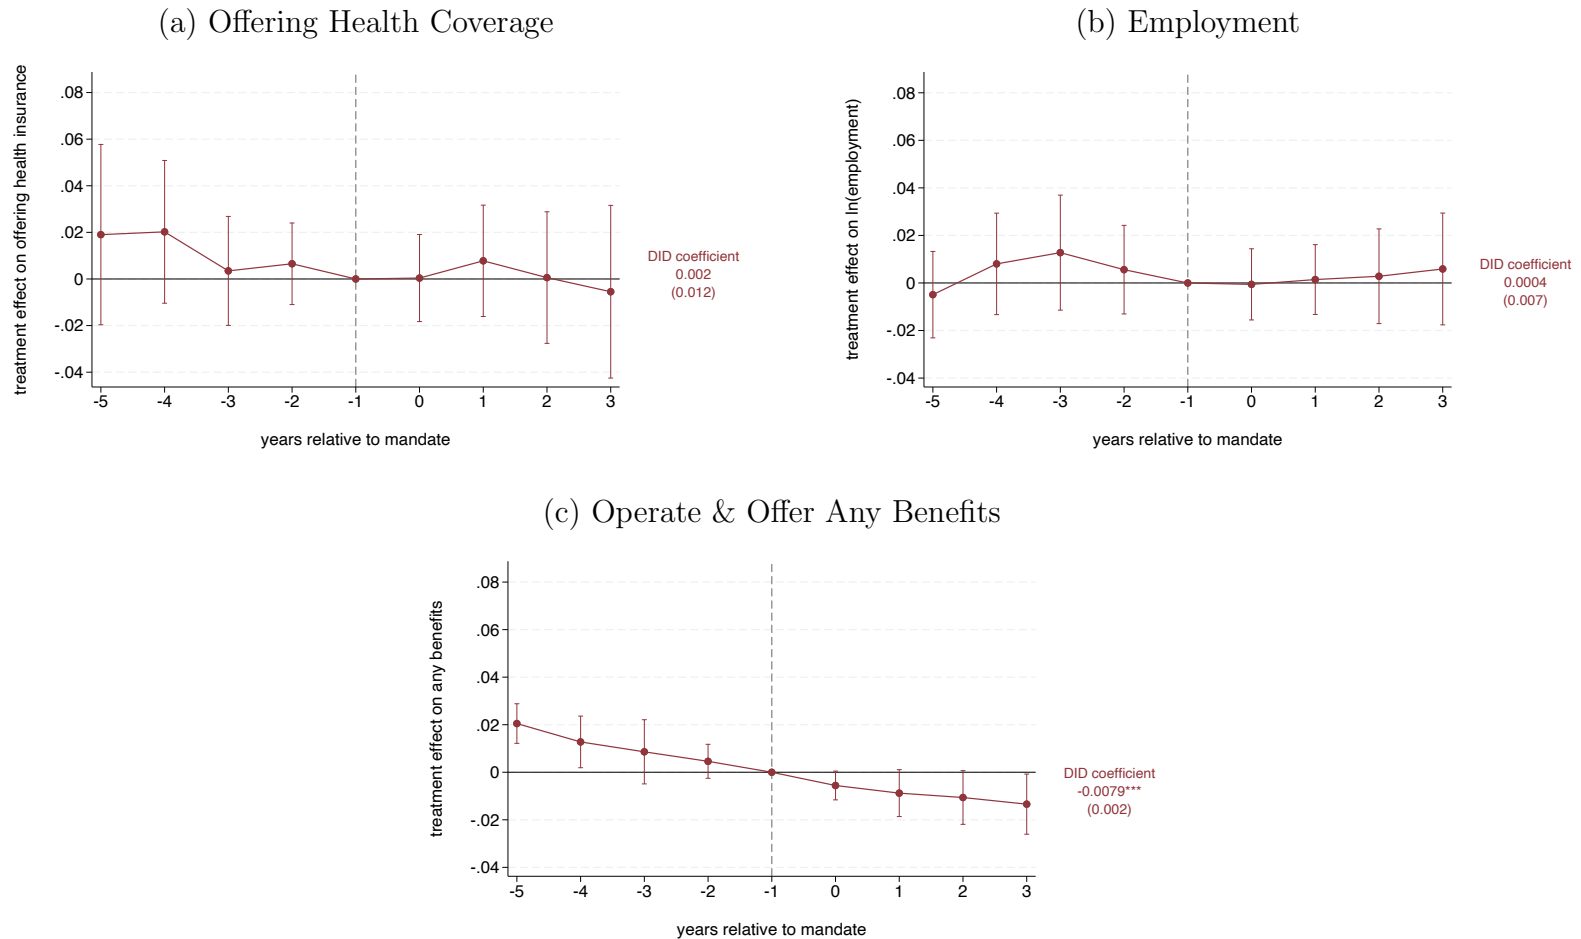 (a) Offering Health Coverage
treatment effect on offering health insurance
.08
.06
.04
.02
0
-.02
-.04
-5 -4 -3 -2 -1 0 1 2 3
years relative to mandate
DID coefficient
0.002
(0.012)
(b) Employment
treatment effect on ln(employment)
.08
.06
.04
.02
0
-.02
-.04
-5 -4 -3 -2 -1 0 1 2 3
years relative to mandate
DID coefficient
0.0004
(0.007)
(c) Operate & Offer Any Benefits
treatment effect on any benefits
.08
.06
.04
.02
0
-.02
-.04
-5 -4 -3 -2 -1 0 1 2 3
years relative to mandate
DID coefficient
-0.0079***
(0.002)